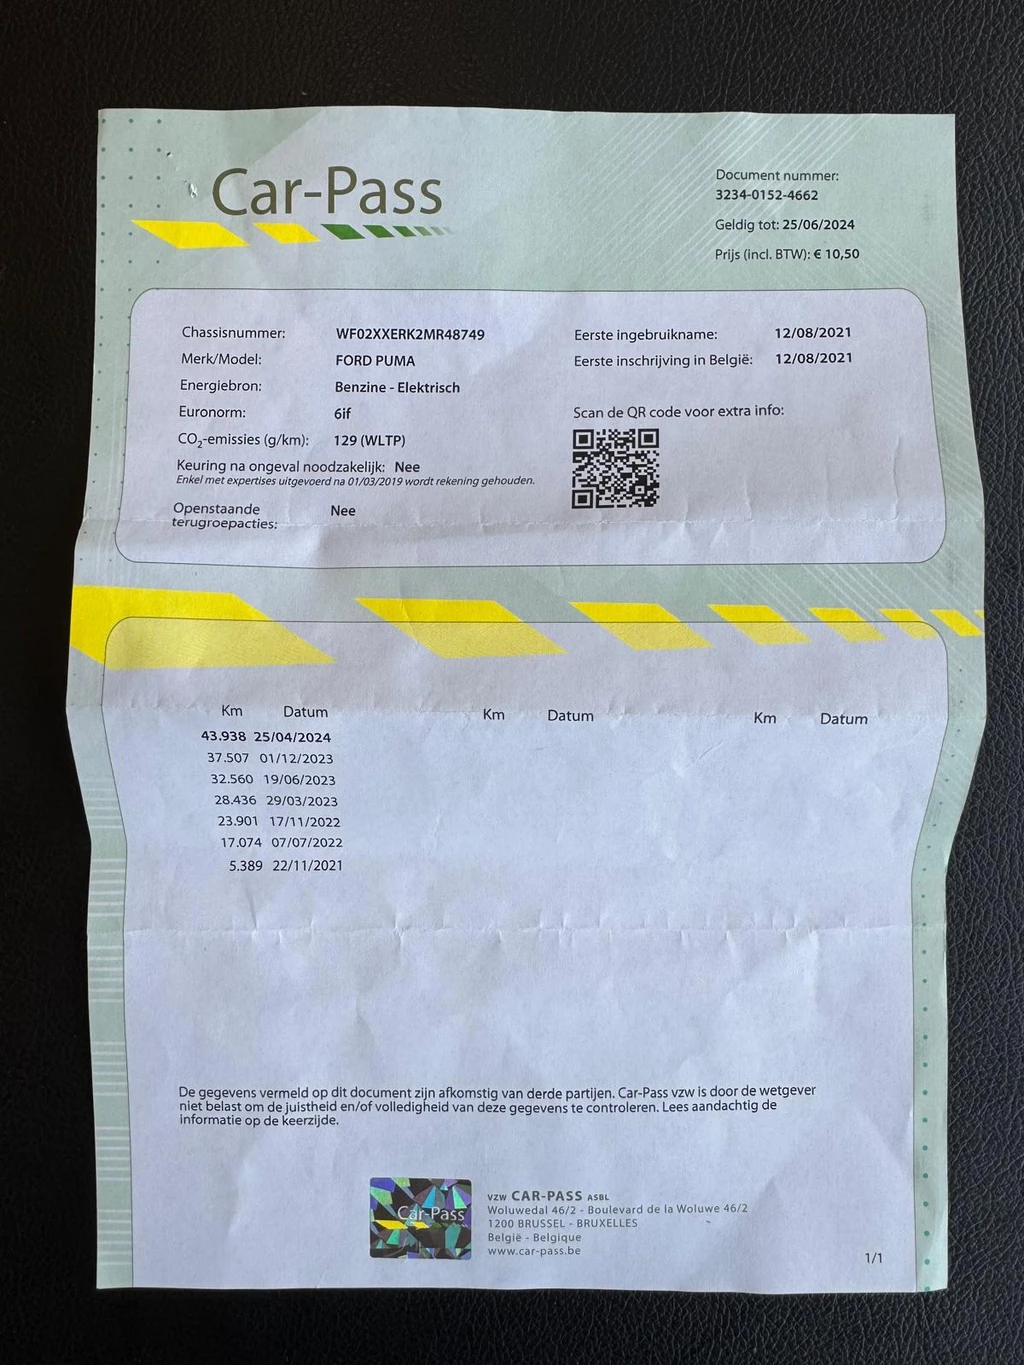 Car-Pass
Document nummer:
3234-0152-4662
Geldig tot: 25/06/2024
Prijs (incl. BTW): € 10,50
Chassisnummer: WF02XXERK2MR48749
Merk/Model: FORD PUMA
Energiebron: Benzine - Elektrisch
Euronorm: 6if
CO₂-emissies (g/km): 129 (WLTP)
Keuring na ongeval noodzakelijk: Nee
Enkel met expertises uitgevoerd na 01/03/2019 wordt rekening gehouden.
Openstaande terugroepacties: Nee
Eerste ingebruikname: 12/08/2021
Eerste inschrijving in België: 12/08/2021
Scan de QR code voor extra info:
Km Datum Km Datum Km Datum
43.938 25/04/2024
37.507 01/12/2023
32.560 19/06/2023
28.436 29/03/2023
23.901 17/11/2022
17.074 07/07/2022
5.389 22/11/2021
De gegevens vermeld op dit document zijn afkomstig van derde partijen. Car-Pass vzw is door de wetgever
niet belast om de juistheid en/of volledigheid van deze gegevens te controleren. Lees aandachtig de
informatie op de keerzijde.
Car-Pass
VZW CAR-PASS ASBL
Woluwedal 46/2 - Boulevard de la Woluwe 46/2
1200 BRUSSEL - BRUXELLES
België - Belgique
www.car-pass.be
1/1